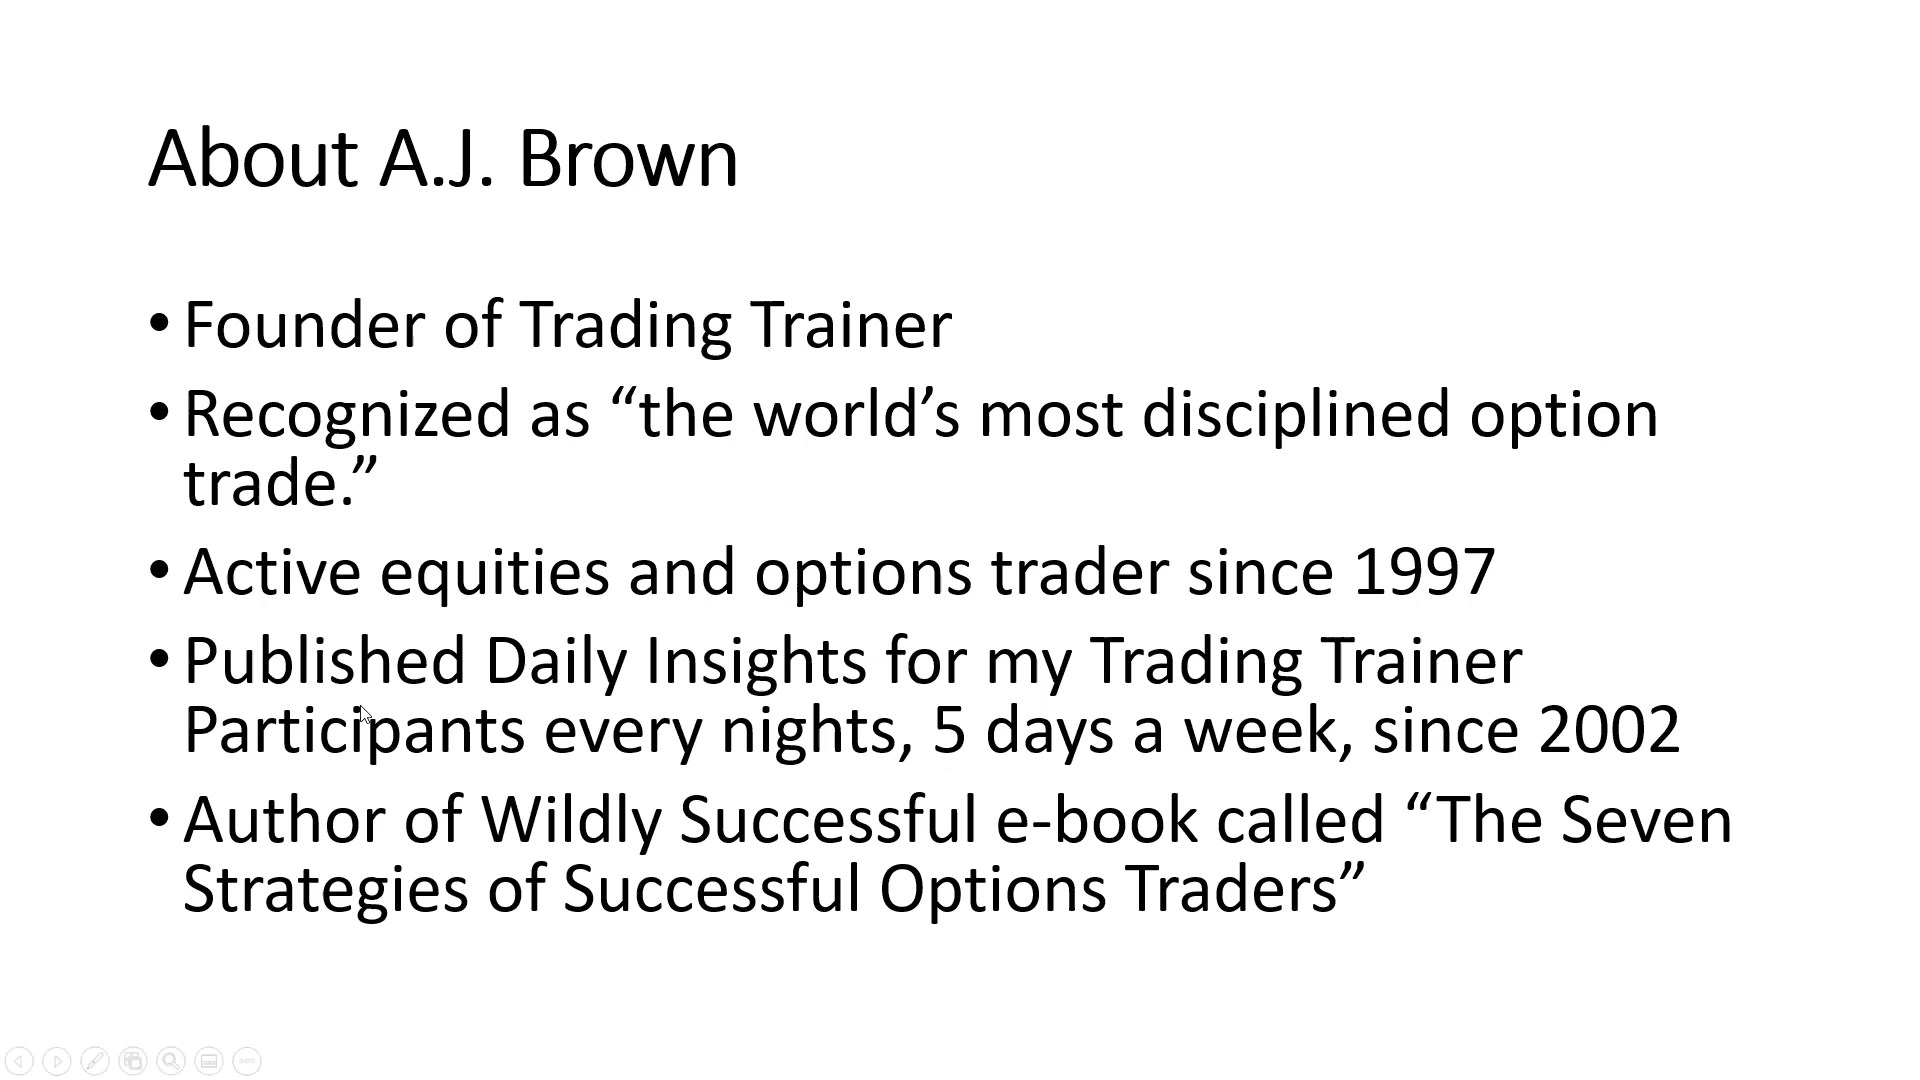 About A.J. Brown
• Founder of Trading Trainer
• Recognized as “the world’s most disciplined option
trade.”
• Active equities and options trader since 1997
• Published Daily Insights for my Trading Trainer
Participants every nights, 5 days a week, since 2002
• Author of Wildly Successful e-book called “The Seven
Strategies of Successful Options Traders”